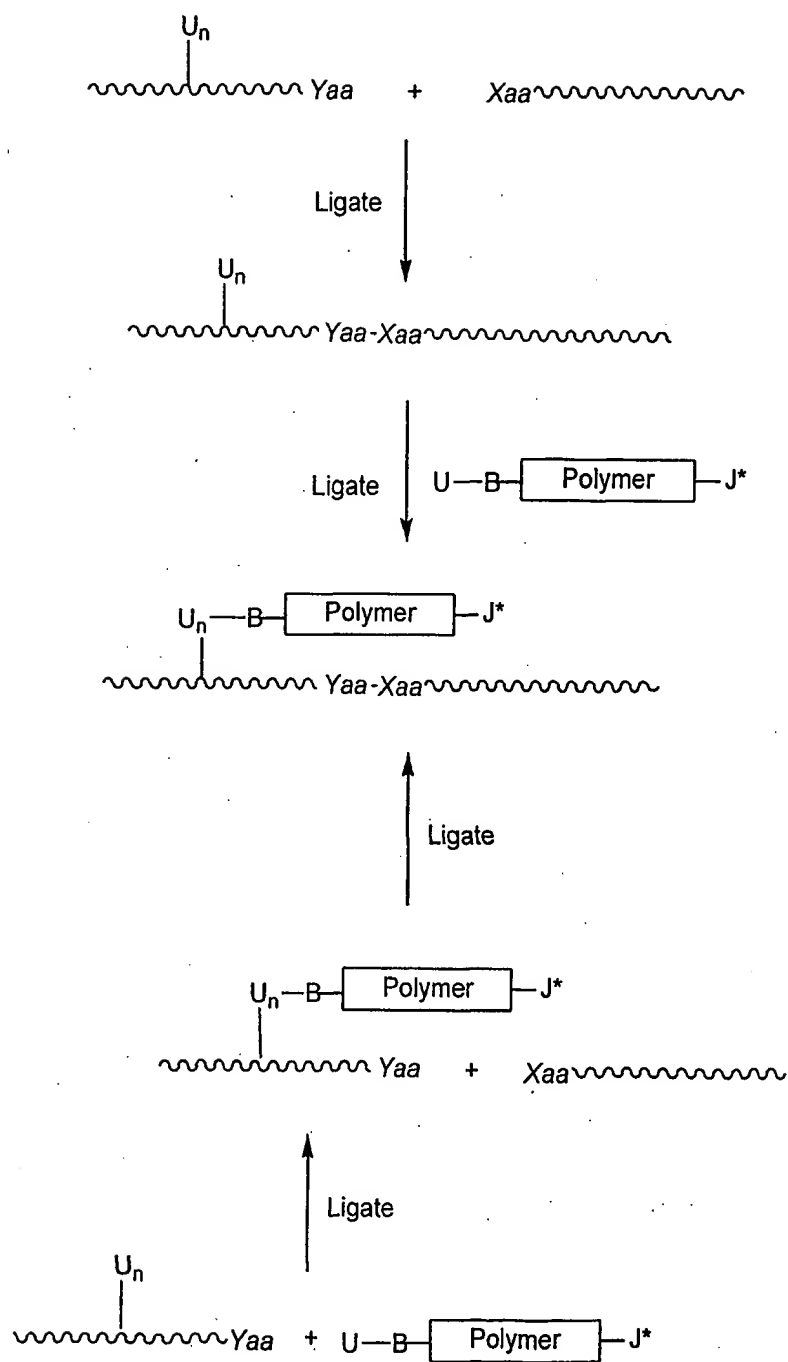 Un
Yaa + Xaa
Ligate
Un
Yaa-Xaa
Ligate U—B—Polymer—J*
Un—B—Polymer—J*
Yaa-Xaa
Ligate
Un—B—Polymer—J*
Yaa + Xaa
Ligate
Un
Yaa + U—B—Polymer—J*